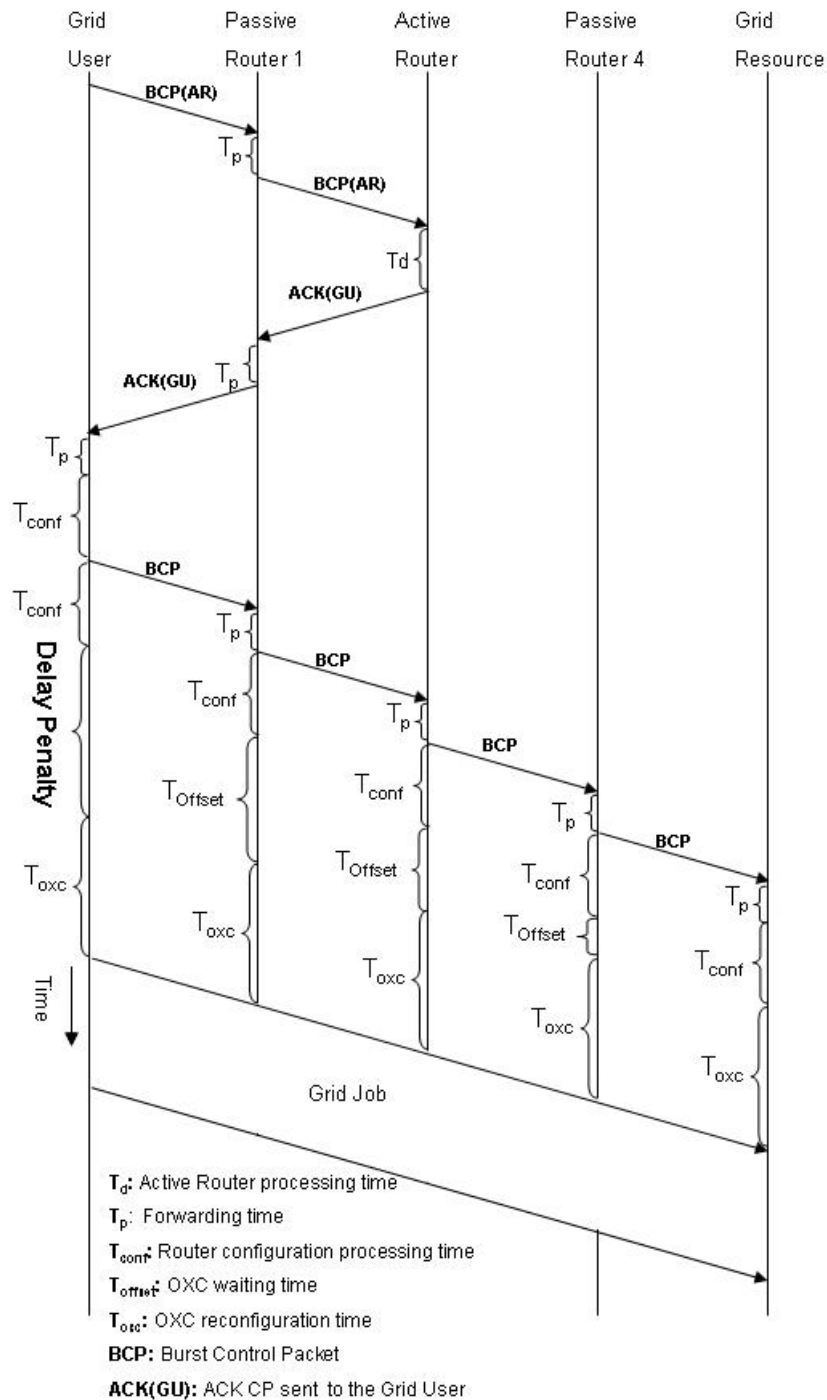 Grid Passive Active Passive Grid
User Router 1 Router Router 4 Resource
BCP(AR)
Tp
BCP(AR)
Td
ACK(GU)
Tp
ACK(GU)
Tp
Tconf
BCP
Tconf
Tp
BCP
Delay Penalty
Tconf
Tp
BCP
TOffset
Tconf
Tp
BCP
Toxc
TOffset
Tconf
Tp
Toxc
TOffset
Tconf
Time
Toxc
Toxc
Toxc
Grid Job
Td: Active Router processing time
Tp: Forwarding time
Tconf: Router configuration processing time
Toffset: OXC waiting time
Toxc: OXC reconfiguration time
BCP: Burst Control Packet
ACK(GU): ACK CP sent to the Grid User